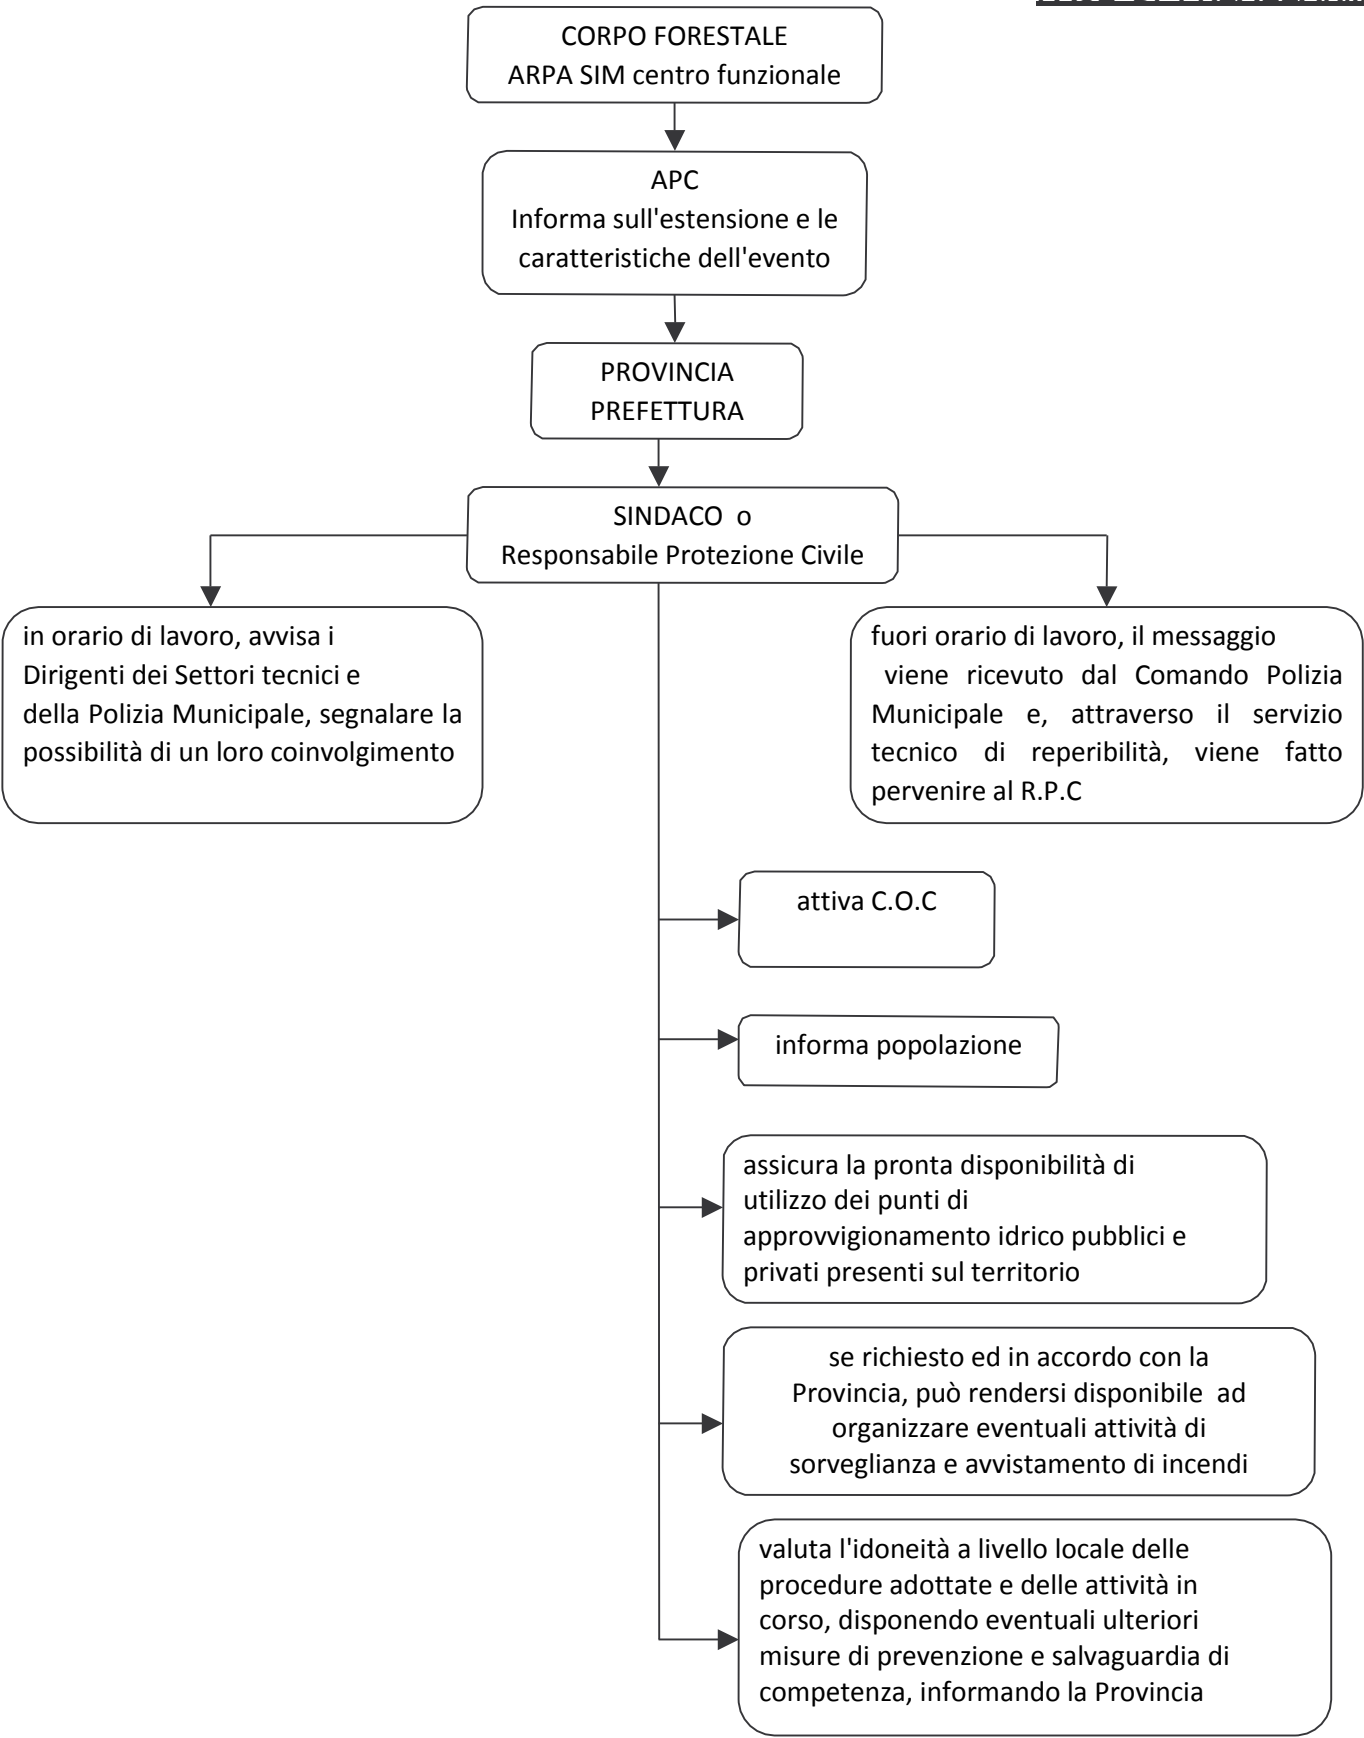 CORPO FORESTALE
ARPA SIM centro funzionale
APC
Informa sull'estensione e le
caratteristiche dell'evento
PROVINCIA
PREFETTURA
SINDACO o
Responsabile Protezione Civile
in orario di lavoro, avvisa i
Dirigenti dei Settori tecnici e
della Polizia Municipale, segnalare la
possibilità di un loro coinvolgimento
fuori orario di lavoro, il messaggio
viene ricevuto dal Comando Polizia
Municipale e, attraverso il servizio
tecnico di reperibilità, viene fatto
pervenire al R.P.C
attiva C.O.C
informa popolazione
assicura la pronta disponibilità di
utilizzo dei punti di
approvvigionamento idrico pubblici e
privati presenti sul territorio
se richiesto ed in accordo con la
Provincia, può rendersi disponibile ad
organizzare eventuali attività di
sorveglianza e avvistamento di incendi
valuta l'idoneità a livello locale delle
procedure adottate e delle attività in
corso, disponendo eventuali ulteriori
misure di prevenzione e salvaguardia di
competenza, informando la Provincia